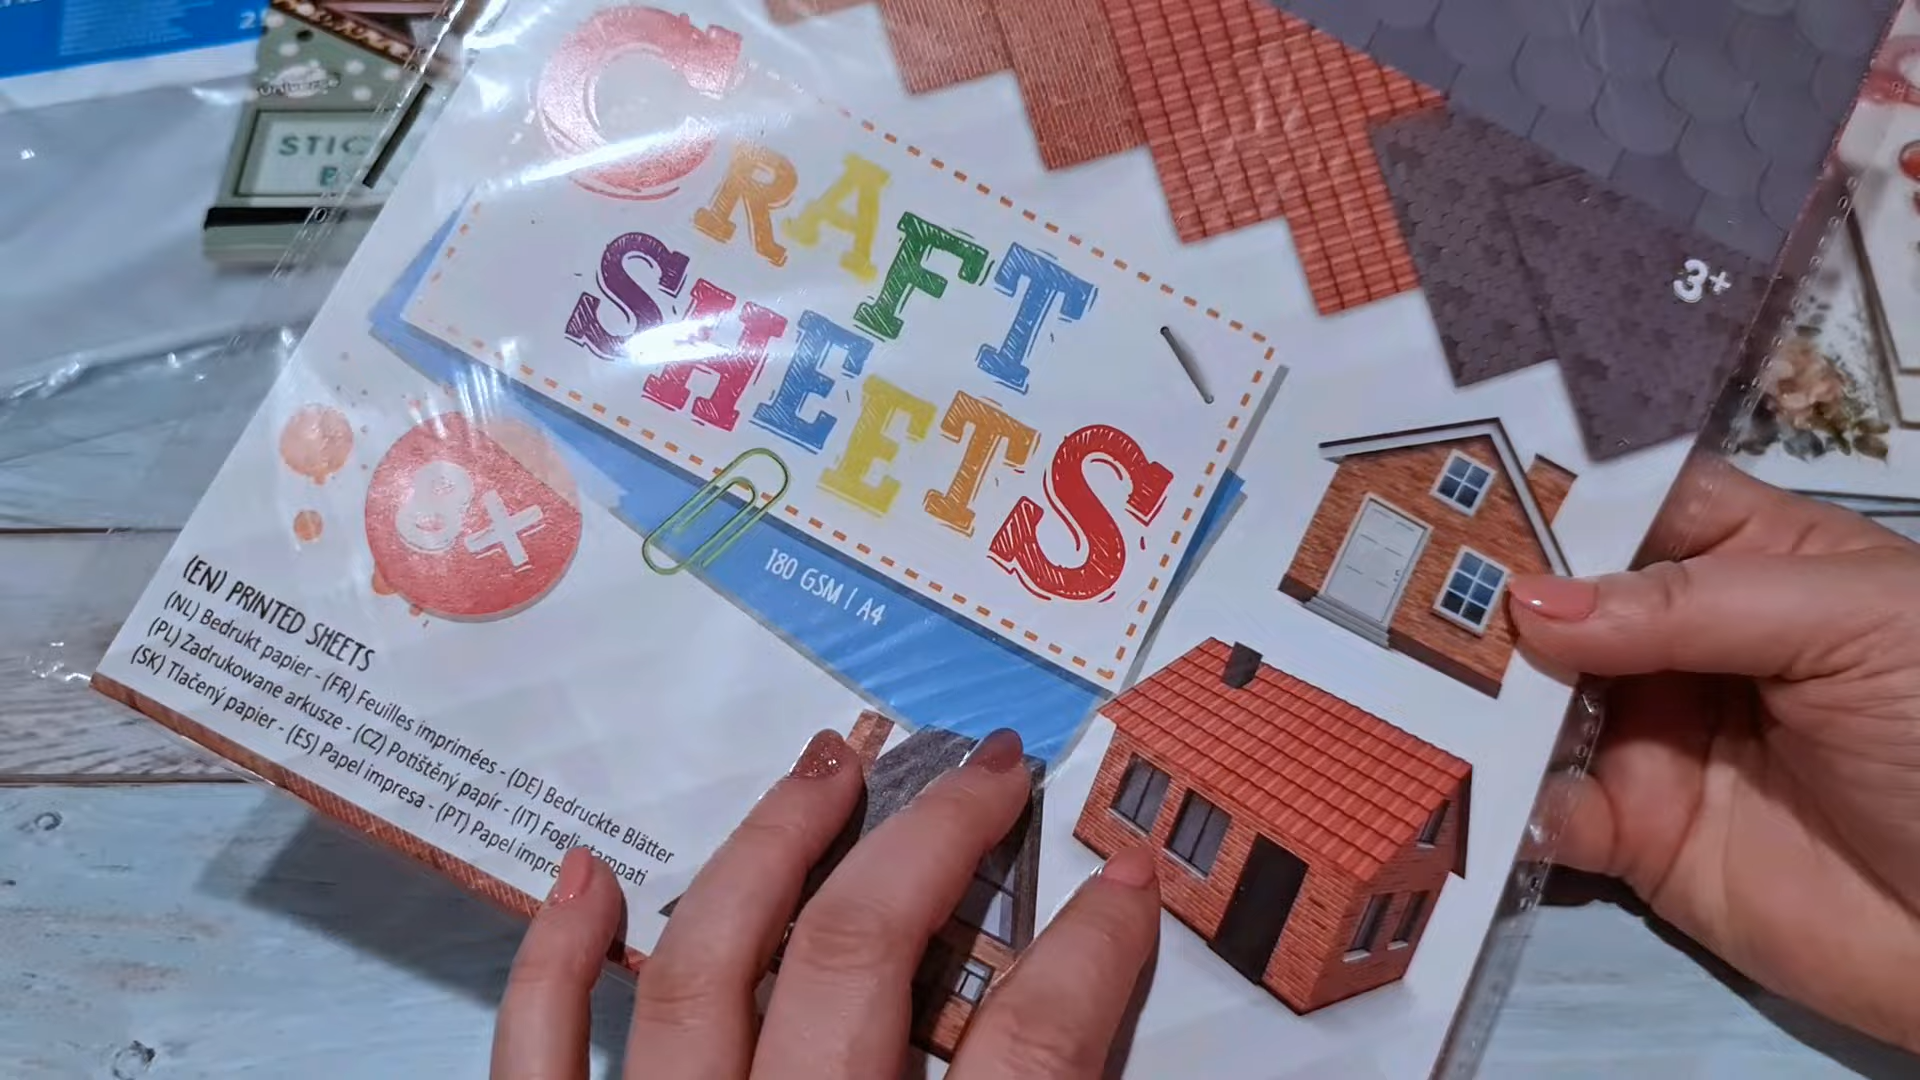 CRAFT
SHEETS
180 GSM | A4
3+
8+
(EN) PRINTED SHEETS
(NL) Bedrukt papier - (FR) Feuilles imprimées - (DE) Bedruckte Blätter
(PL) Zadrukowane arkusze - (CZ) Potištěný papír - (IT) Fogli stampati
(SK) Tlačený papier - (ES) Papel impresa - (PT) Papel impre